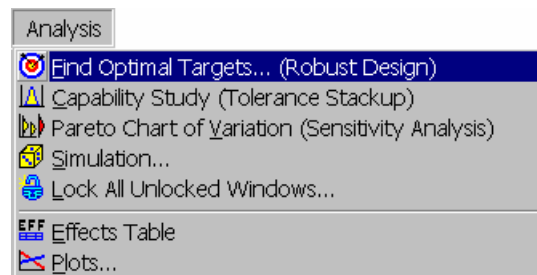 Analysis
Find Optimal Targets... (Robust Design)
Capability Study (Tolerance Stackup)
Pareto Chart of Variation (Sensitivity Analysis)
Simulation...
Lock All Unlocked Windows...
EFF Effects Table
Plots...